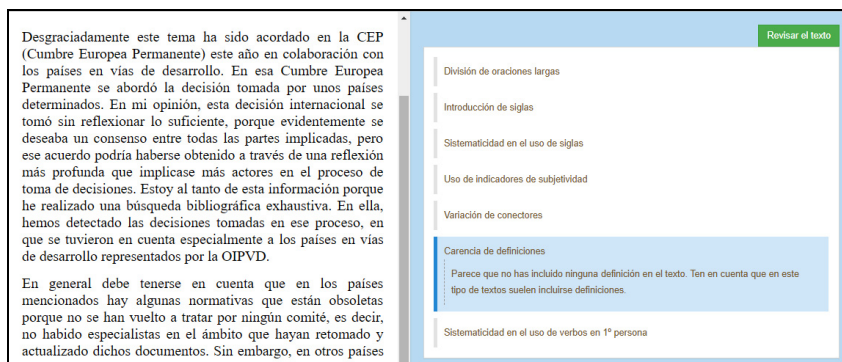 Desgraciadamente este tema ha sido acordado en la CEP
(Cumbre Europea Permanente) este año en colaboración con
los países en vías de desarrollo. En esa Cumbre Europea
Permanente se abordó la decisión tomada por unos países
determinados. En mi opinión, esta decisión internacional se
tomó sin reflexionar lo suficiente, porque evidentemente se
deseaba un consenso entre todas las partes implicadas, pero
ese acuerdo podría haberse obtenido a través de una reflexión
más profunda que implicase más actores en el proceso de
toma de decisiones. Estoy al tanto de esta información porque
he realizado una búsqueda bibliográfica exhaustiva. En ella,
hemos detectado las decisiones tomadas en ese proceso, en
que se tuvieron en cuenta especialmente a los países en vías
de desarrollo representados por la OIPVD.
En general debe tenerse en cuenta que en los países
mencionados hay algunas normativas que están obsoletas
porque no se han vuelto a tratar por ningún comité, es decir,
no habido especialistas en el ámbito que hayan retomado y
actualizado dichos documentos. Sin embargo, en otros países
Revisar el texto
División de oraciones largas
Introducción de siglas
Sistematicidad en el uso de siglas
Uso de indicadores de subjetividad
Variación de conectores
Carencia de definiciones
Parece que no has incluido ninguna definición en el texto. Ten en cuenta que en este
tipo de textos suelen incluirse definiciones.
Sistematicidad en el uso de verbos en 1º persona